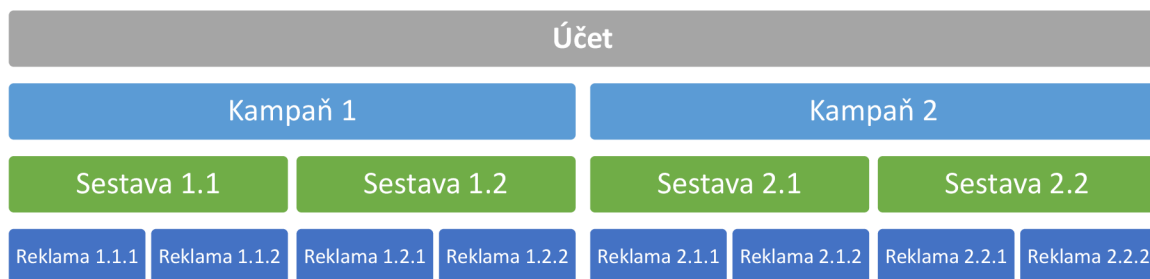 Účet
Kampaň 1 Kampaň 2
Sestava 1.1 Sestava 1.2 Sestava 2.1 Sestava 2.2
Reklama 1.1.1 Reklama 1.1.2 Reklama 1.2.1 Reklama 1.2.2 Reklama 2.1.1 Reklama 2.1.2 Reklama 2.2.1 Reklama 2.2.2